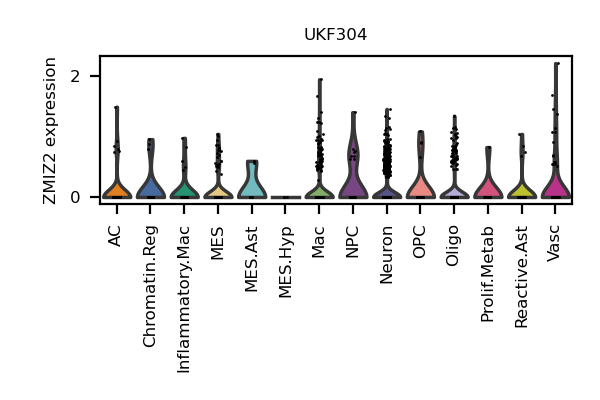 UKF304
ZMIZ2 expression
2
0
AC
Chromatin.Reg
Inflammatory.Mac
MES
MES.Ast
MES.Hyp
Mac
NPC
Neuron
OPC
Oligo
Prolif.Metab
Reactive.Ast
Vasc